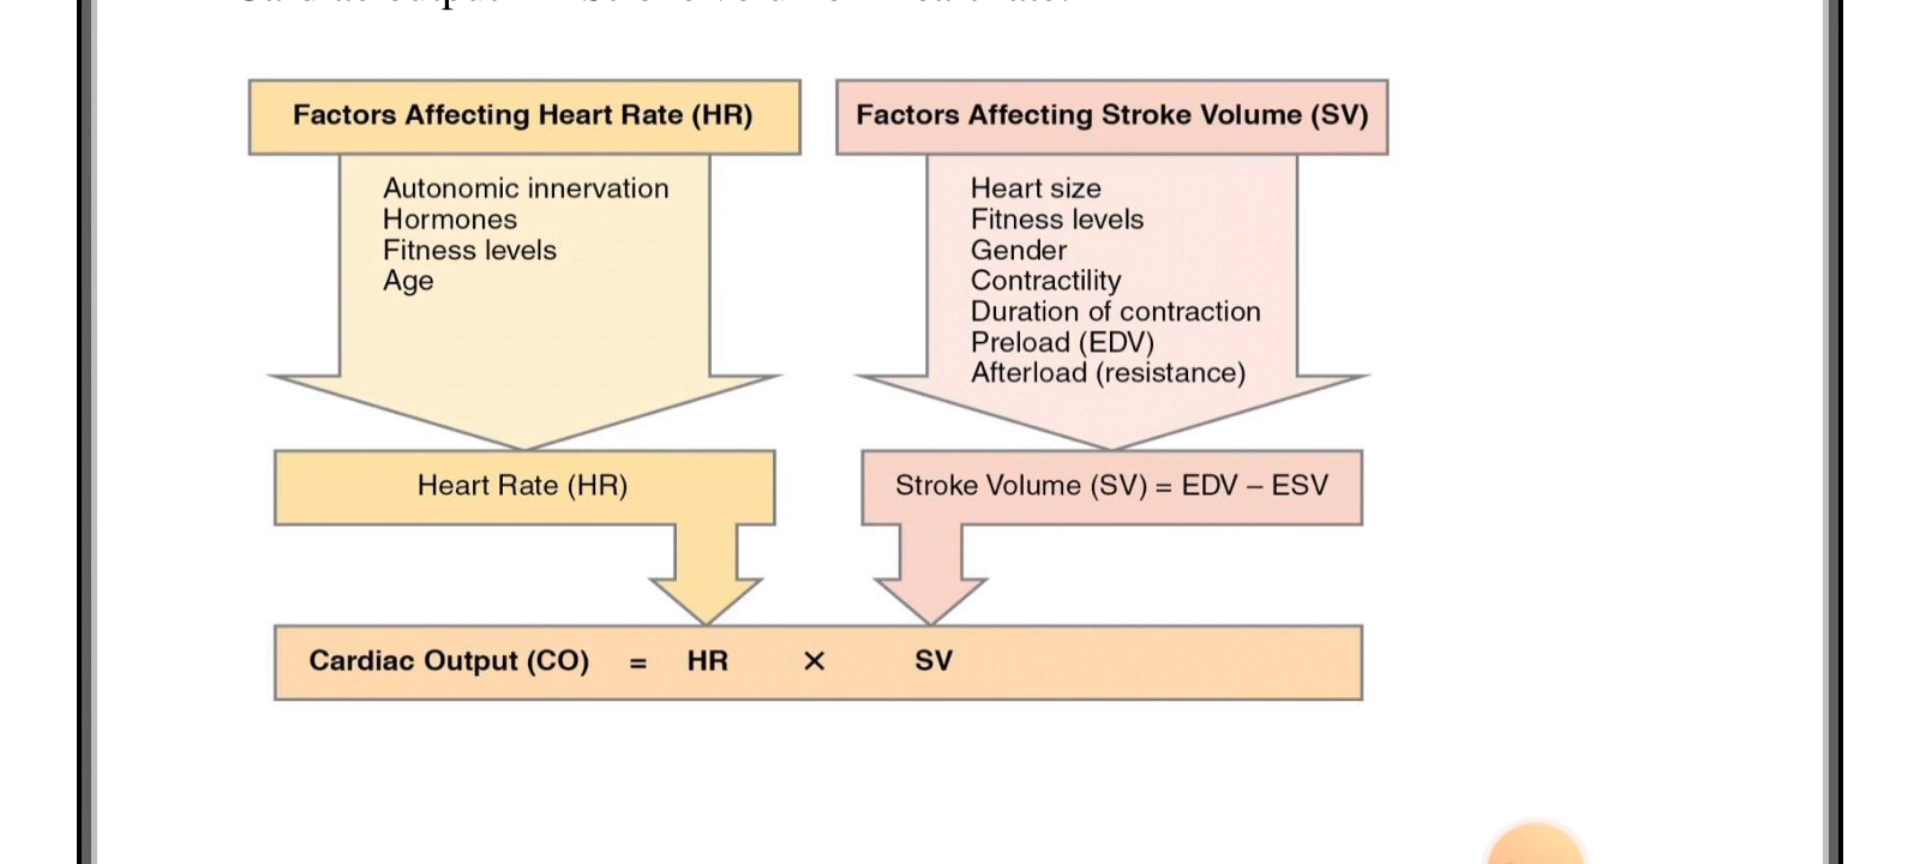 Factors Affecting Heart Rate (HR)
Autonomic innervation
Hormones
Fitness levels
Age
Factors Affecting Stroke Volume (SV)
Heart size
Fitness levels
Gender
Contractility
Duration of contraction
Preload (EDV)
Afterload (resistance)
Heart Rate (HR)
Stroke Volume (SV) = EDV – ESV
Cardiac Output (CO) = HR × SV